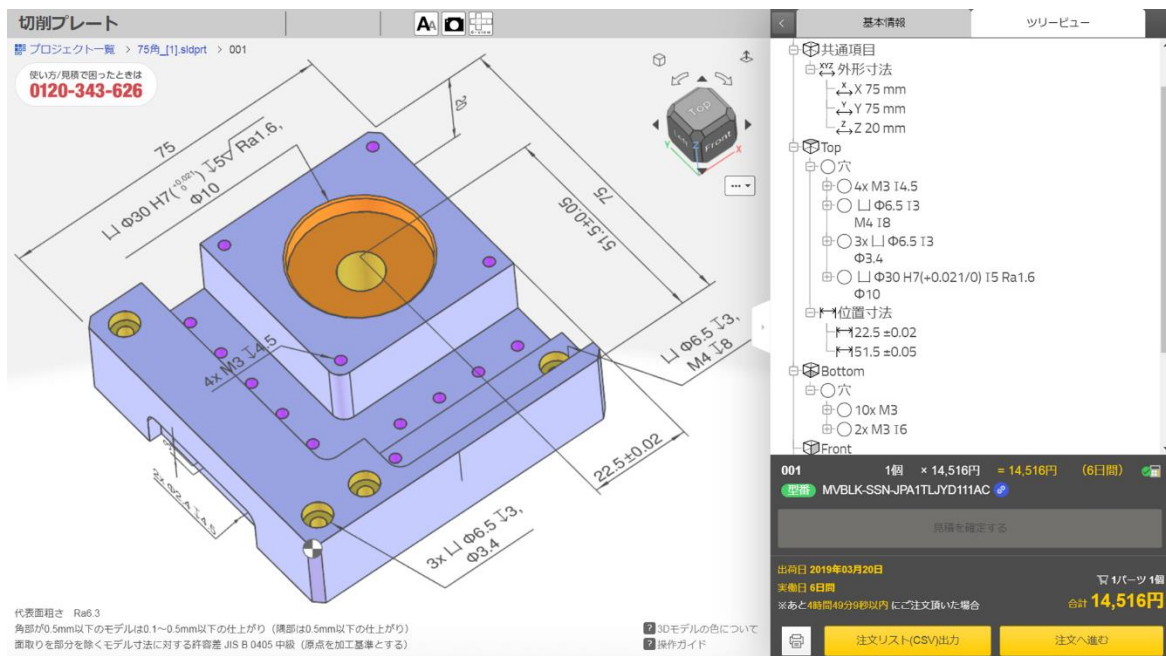 切削プレート
AA
プロジェクト一覧 > 75角_[1].sldprt > 001
使い方/見積で困ったときは
0120-343-626
75
⌴ Φ30 H7(+0.021/0) ↧5 Ra1.6,
Φ10
75
51.5±0.05
22.5±0.02
4x M3 ↧4.5
⌴ Φ6.5 ↧3,
M4 ↧8
3x ⌴ Φ6.5 ↧3,
Φ3.4
Top
Left
Front
Y
Z
X
代表面粗さ Ra6.3
角部が0.5mm以下のモデルは0.1~0.5mm以下の仕上がり(隅部は0.5mm以下の仕上がり)
面取りを部分を除くモデル寸法に対する許容差 JIS B 0405 中級(原点を加工基準とする)
? 3Dモデルの色について
? 操作ガイド
基本情報
ツリービュー
共通項目
XYZ 外形寸法
X 75 mm
Y 75 mm
Z 20 mm
Top
穴
4x M3 ↧4.5
⌴ Φ6.5 ↧3
M4 ↧8
3x ⌴ Φ6.5 ↧3
Φ3.4
⌴ Φ30 H7(+0.021/0) ↧5 Ra1.6
Φ10
位置寸法
22.5 ±0.02
51.5 ±0.05
Bottom
穴
10x M3
2x M3 ↧6
Front
001 1個 × 14,516円 = 14,516円 (6日間)
型番 MVBLK-SSN-JPA1TLJYD111AC
見積を確定する
出荷日 2019年03月20日
実働日 6日間
※あと4時間49分9秒以内 にご注文頂いた場合
1パーツ 1個
合計 14,516円
注文リスト(CSV)出力
注文へ進む